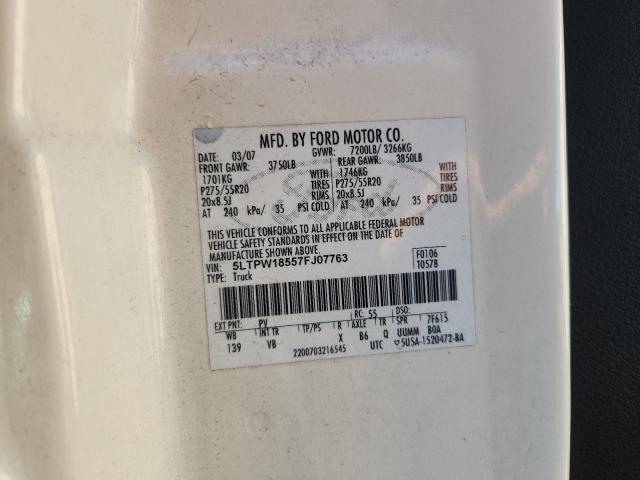 MFD. BY FORD MOTOR CO.
DATE: 03/07 GVWR: 7200LB/ 3266KG
FRONT GAWR: 3750LB REAR GAWR: 3850LB
1701KG WITH 1746KG WITH
P275/55R20 TIRES P275/55R20 TIRES
20x8.5J RIMS 20x8.5J RIMS
AT 240 kPa/ 35 PSI COLD AT 240 kPa/ 35 PSI COLD
Ford
THIS VEHICLE CONFORMS TO ALL APPLICABLE FEDERAL MOTOR
VEHICLE SAFETY STANDARDS IN EFFECT ON THE DATE OF
MANUFACTURE SHOWN ABOVE.
VIN: 5LTPW18557FJ07763 F0106
TYPE: Truck T0578
EXT PNT: PV RC: 55 DSO:
WB INT TR TP/PS R AXLE TR SPR 7F615
139 VB X B6 Q UUMM BOA
2200703216545 UTC ▽5U5A-1520472-BA